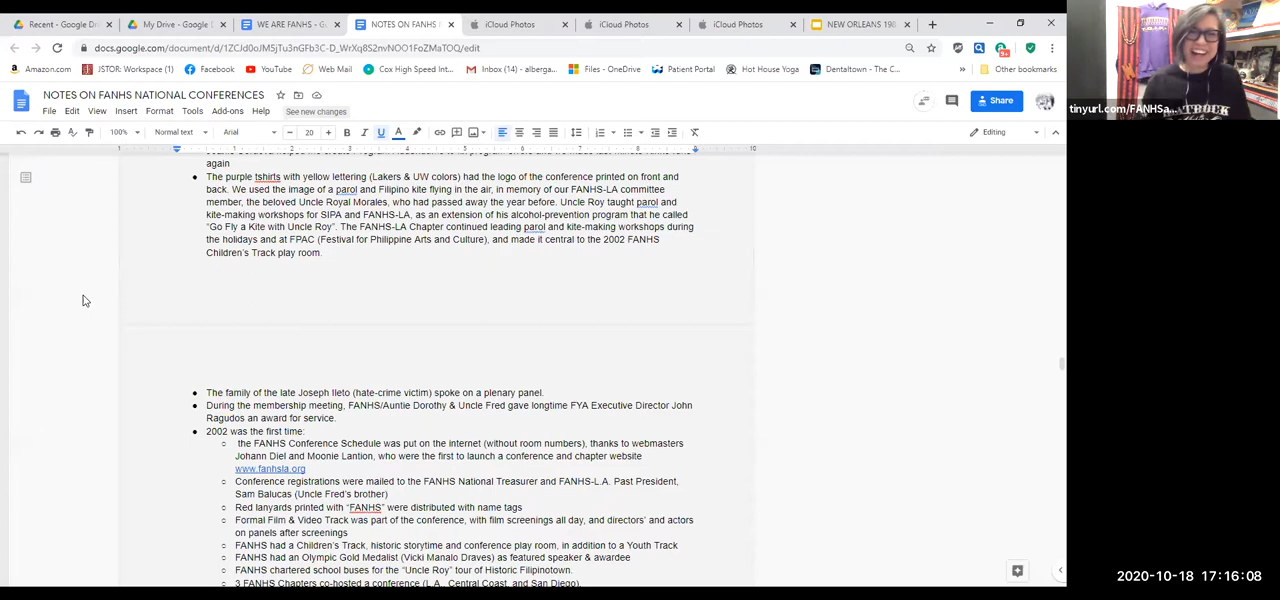 Recent - Google D
My Drive - Google D
WE ARE FANHS - G
NOTES ON FANHS
iCloud Photos
iCloud Photos
iCloud Photos
NEW ORLEANS 198
docs.google.com/document/d/
/edit
Amazon.com
JSTOR: Workspace (1)
Facebook
YouTube
Web Mail
Cox High Speed Int...
Inbox (14) - alberga...
Files - OneDrive
Patient Portal
Hot House Yoga
Dentaltown - The C...
Other bookmarks
NOTES ON FANHS NATIONAL CONFERENCES
File Edit View Insert Format Tools Add-ons Help See new changes
Share
100% Normal text Arial 20 Editing
tinyurl.com/FANHSa...
again
The purple tshirts with yellow lettering (Lakers & UW colors) had the logo of the conference printed on front
and back. We used the image of a parol and Filipino kite flying in the air, in memory of our FANHS-LA committee
member, the beloved Uncle Royal Morales, who had passed away the year before. Uncle Roy taught parol and
kite-making workshops for SIPA and FANHS-LA, as an extension of his alcohol-prevention program that he called
“Go Fly a Kite with Uncle Roy”. The FANHS-LA Chapter continued leading parol and kite-making workshops during
the holidays and at FPAC (Festival for Philippine Arts and Culture), and made it central to the 2002 FANHS
Children’s Track play room.
The family of the late Joseph Ileto (hate-crime victim) spoke on a plenary panel.
During the membership meeting, FANHS/Auntie Dorothy & Uncle Fred gave longtime FYA Executive Director John
Ragudos an award for service.
2002 was the first time:
the FANHS Conference Schedule was put on the internet (without room numbers), thanks to webmasters
Johann Diel and Moonie Lantion, who were the first to launch a conference and chapter website
www.fanhsla.org
Conference registrations were mailed to the FANHS National Treasurer and FANHS-L.A. Past President,
Sam Balucas (Uncle Fred’s brother)
Red lanyards printed with “FANHS” were distributed with name tags
Formal Film & Video Track was part of the conference, with film screenings all day, and directors’ and actors
on panels after screenings
FANHS had a Children’s Track, historic storytime and conference play room, in addition to a Youth Track
FANHS had an Olympic Gold Medalist (Vicki Manalo Draves) as featured speaker & awardee
FANHS chartered school buses for the “Uncle Roy” tour of Historic Filipinotown.
3 FANHS Chapters co-hosted a conference (L.A., Central Coast, and San Diego).
2020-10-18 17:16:08